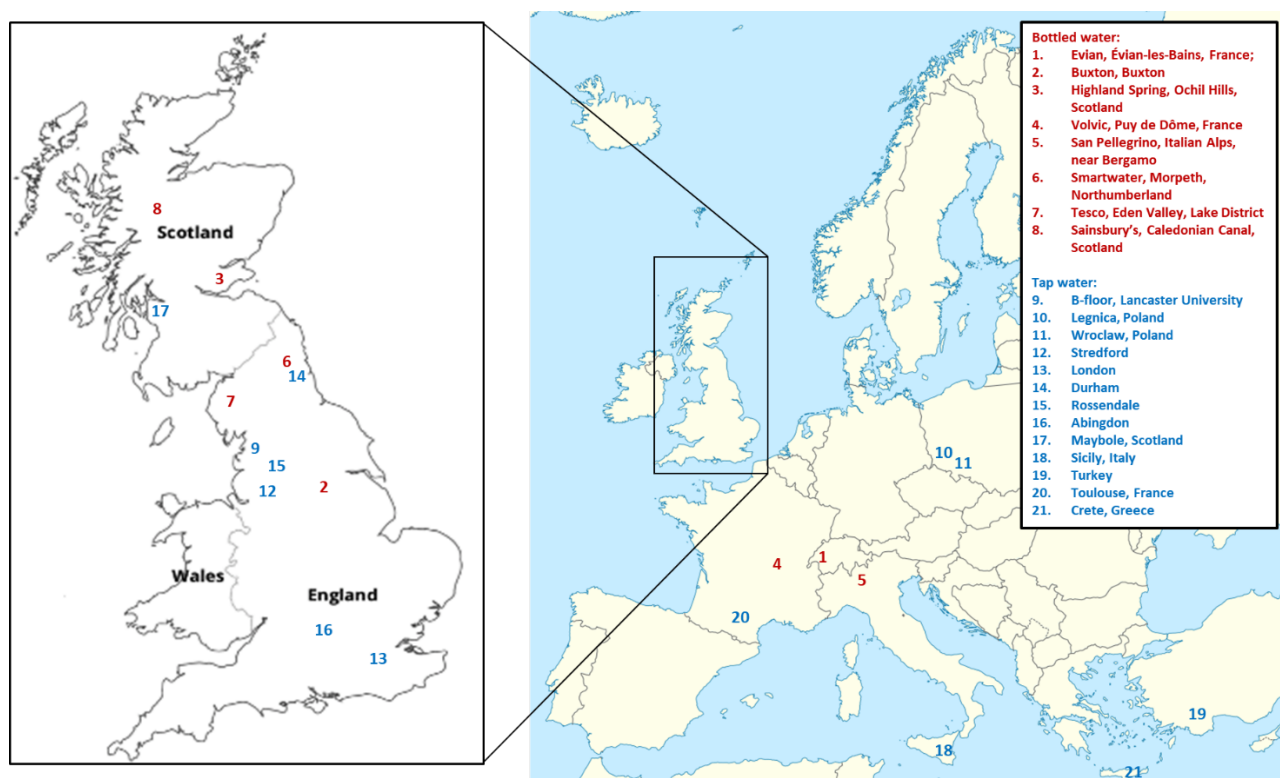 8
Scotland
3
17
6
14
7
9
15
12
2
Wales
England
16
13
10
11
1
4
5
20
19
18
21
Bottled water:
1. Evian, Évian-les-Bains, France;
2. Buxton, Buxton
3. Highland Spring, Ochil Hills,
Scotland
4. Volvic, Puy de Dôme, France
5. San Pellegrino, Italian Alps,
near Bergamo
6. Smartwater, Morpeth,
Northumberland
7. Tesco, Eden Valley, Lake District
8. Sainsbury's, Caledonian Canal,
Scotland
Tap water:
9. B-floor, Lancaster University
10. Legnica, Poland
11. Wroclaw, Poland
12. Stredford
13. London
14. Durham
15. Rossendale
16. Abingdon
17. Maybole, Scotland
18. Sicily, Italy
19. Turkey
20. Toulouse, France
21. Crete, Greece